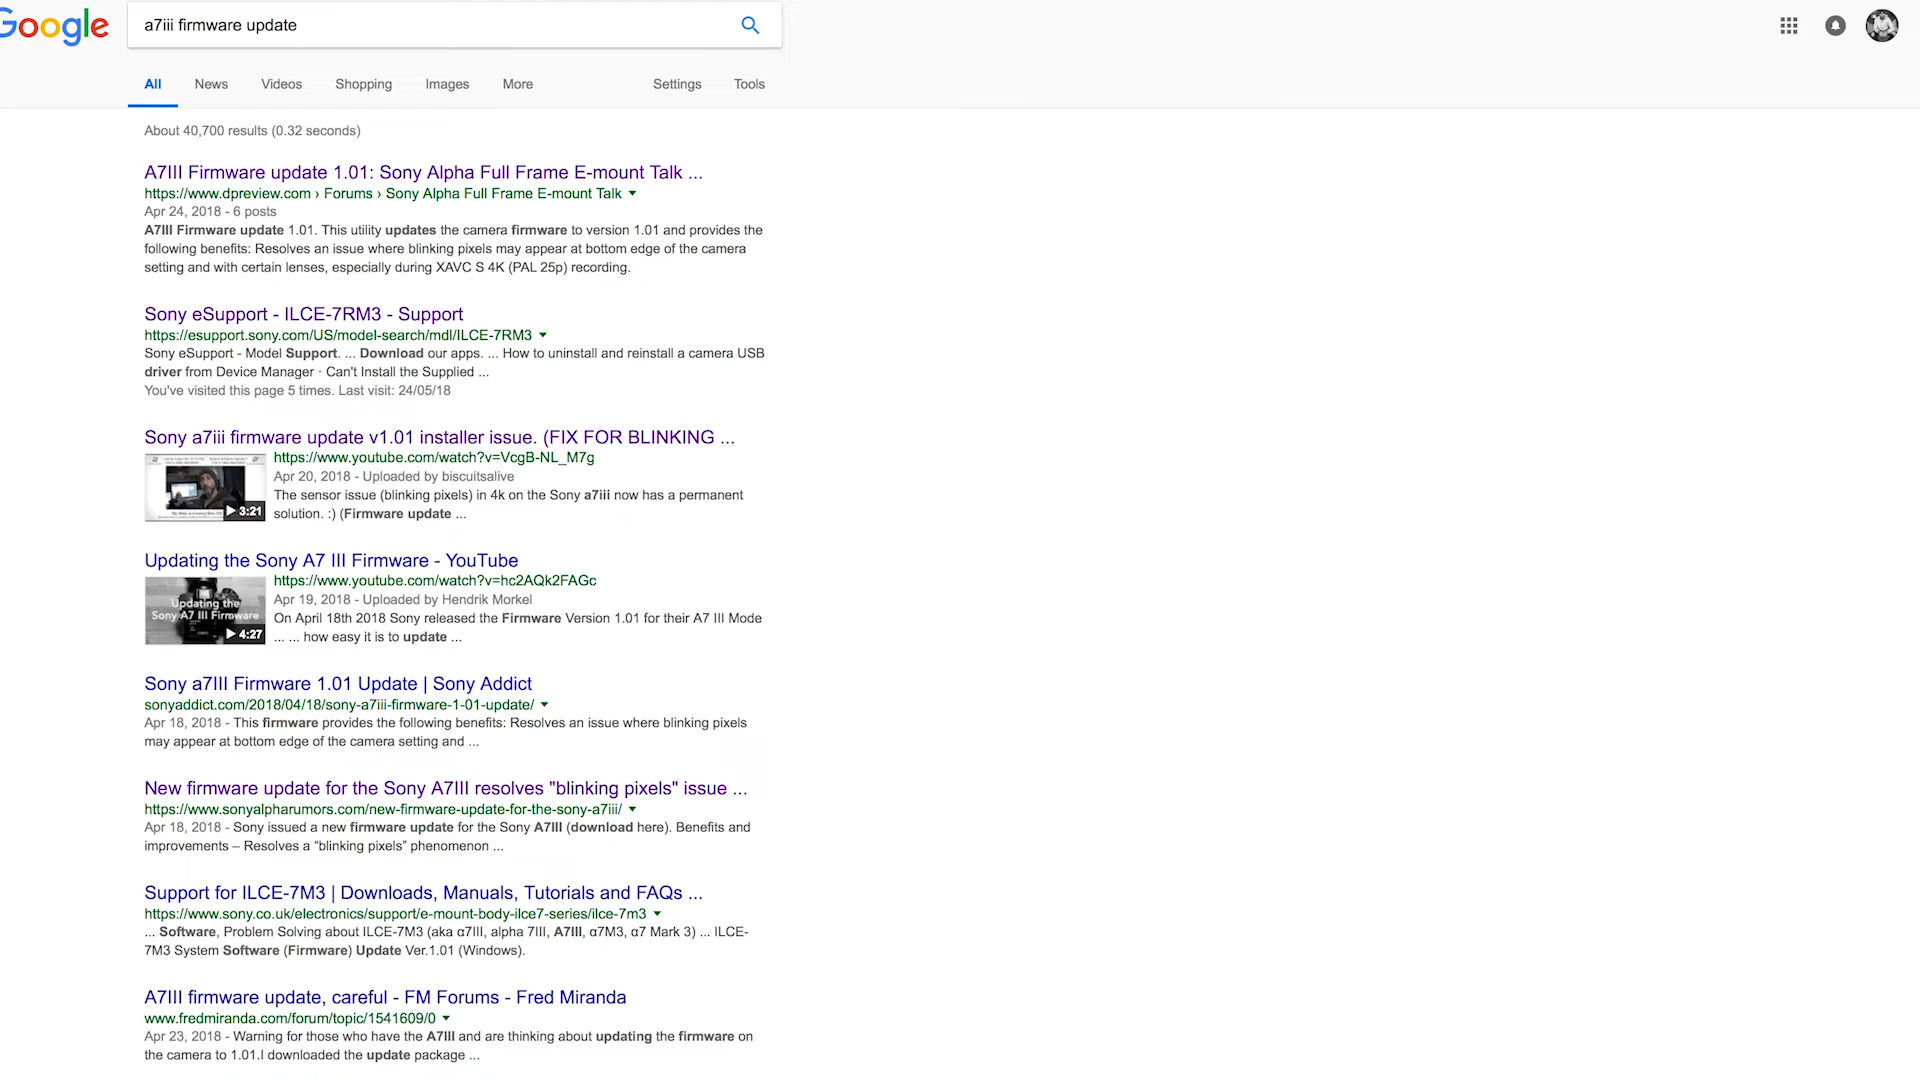 Google
a7iii firmware update
All News Videos Shopping Images More Settings Tools
About 40,700 results (0.32 seconds)
A7III Firmware update 1.01: Sony Alpha Full Frame E-mount Talk ...
https://www.dpreview.com › Forums › Sony Alpha Full Frame E-mount Talk
Apr 24, 2018 - 6 posts
A7III Firmware update 1.01. This utility updates the camera firmware to version 1.01 and provides the
following benefits: Resolves an issue where blinking pixels may appear at bottom edge of the camera
setting and with certain lenses, especially during XAVC S 4K (PAL 25p) recording.
Sony eSupport - ILCE-7RM3 - Support
https://esupport.sony.com/US/model-search/mdl/ILCE-7RM3
Sony eSupport - Model Support. ... Download our apps. ... How to uninstall and reinstall a camera USB
driver from Device Manager · Can't Install the Supplied ...
You've visited this page 5 times. Last visit: 24/05/18
Sony a7iii firmware update v1.01 installer issue. (FIX FOR BLINKING ...
https://www.youtube.com/watch?v=VcgB-NL_M7g
Apr 20, 2018 - Uploaded by biscuitsalive
The sensor issue (blinking pixels) in 4k on the Sony a7iii now has a permanent
solution. :) (Firmware update ...
3:21
Updating the Sony A7 III Firmware - YouTube
https://www.youtube.com/watch?v=hc2AQk2FAGc
Apr 19, 2018 - Uploaded by Hendrik Morkel
On April 18th 2018 Sony released the Firmware Version 1.01 for their A7 III Mode
... ... how easy it is to update ...
Updating the
Sony A7 III Firmware
4:27
Sony a7III Firmware 1.01 Update | Sony Addict
sonyaddict.com/2018/04/18/sony-a7iii-firmware-1-01-update/
Apr 18, 2018 - This firmware provides the following benefits: Resolves an issue where blinking pixels
may appear at bottom edge of the camera setting and ...
New firmware update for the Sony A7III resolves "blinking pixels" issue ...
https://www.sonyalpharumors.com/new-firmware-update-for-the-sony-a7iii/
Apr 18, 2018 - Sony issued a new firmware update for the Sony A7III (download here). Benefits and
improvements – Resolves a “blinking pixels” phenomenon ...
Support for ILCE-7M3 | Downloads, Manuals, Tutorials and FAQs ...
https://www.sony.co.uk/electronics/support/e-mount-body-ilce7-series/ilce-7m3
... Software, Problem Solving about ILCE-7M3 (aka α7III, alpha 7III, A7III, α7M3, α7 Mark 3) ... ILCE-
7M3 System Software (Firmware) Update Ver.1.01 (Windows).
A7III firmware update, careful - FM Forums - Fred Miranda
www.fredmiranda.com/forum/topic/1541609/0
Apr 23, 2018 - Warning for those who have the A7III and are thinking about updating the firmware on
the camera to 1.01.I downloaded the update package ...